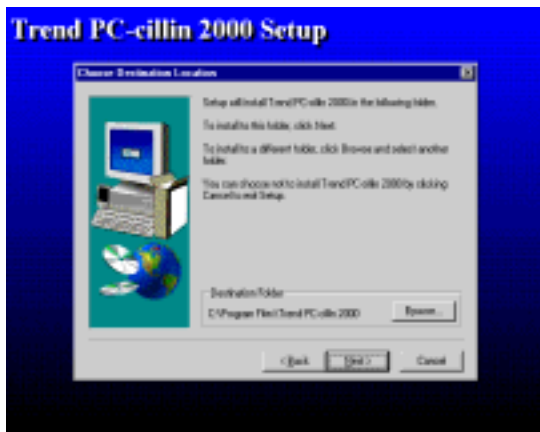 Trend PC-cillin 2000 Setup
Choose Destination Location
Setup will install Trend PC-cillin 2000 in the following folder.
To install to this folder, click Next.
To install to a different folder, click Browse and select another
folder.
You can choose not to install Trend PC-cillin 2000 by clicking
Cancel to exit Setup.
Destination Folder
C:\Program Files\Trend PC-cillin 2000
Browse...
< Back
Next >
Cancel